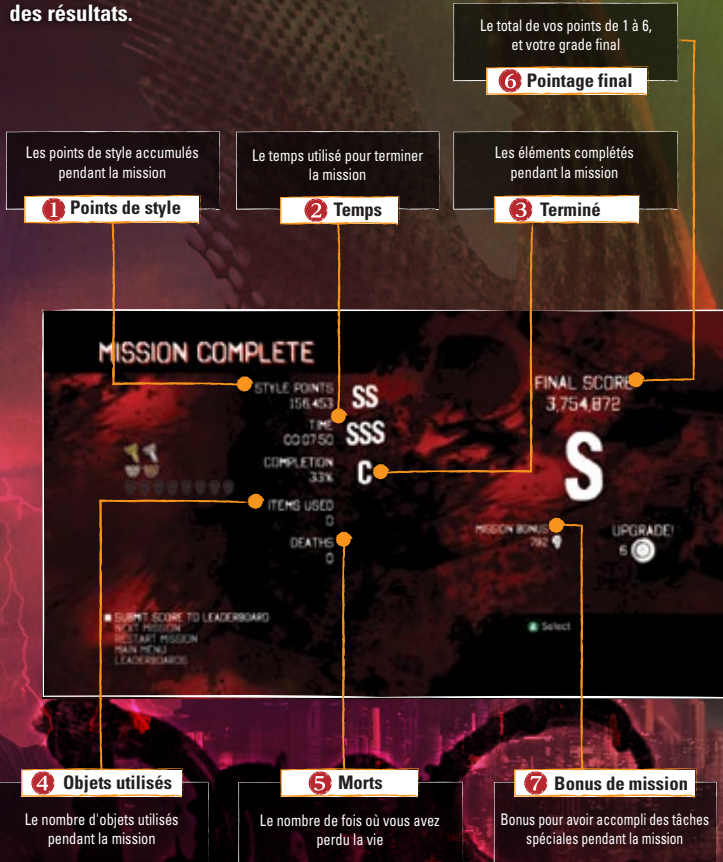 des résultats.
Le total de vos points de 1 à 6,
et votre grade final
6 Pointage final
Les points de style accumulés
pendant la mission
1 Points de style
Le temps utilisé pour terminer
la mission
2 Temps
Les éléments complétés
pendant la mission
3 Terminé
MISSION COMPLETE
STYLE POINTS
156,453
SS
TIME
00:07:50
SSS
COMPLETION
33%
C
ITEMS USED
0
DEATHS
0
FINAL SCORE
3,754,872
S
MISSION BONUS
792
UPGRADE!
6
SUBMIT SCORE TO LEADERBOARD
NEXT MISSION
RESTART MISSION
MAIN MENU
LEADERBOARDS
A Select
4 Objets utilisés
Le nombre d'objets utilisés
pendant la mission
5 Morts
Le nombre de fois où vous avez
perdu la vie
7 Bonus de mission
Bonus pour avoir accompli des tâches
spéciales pendant la mission